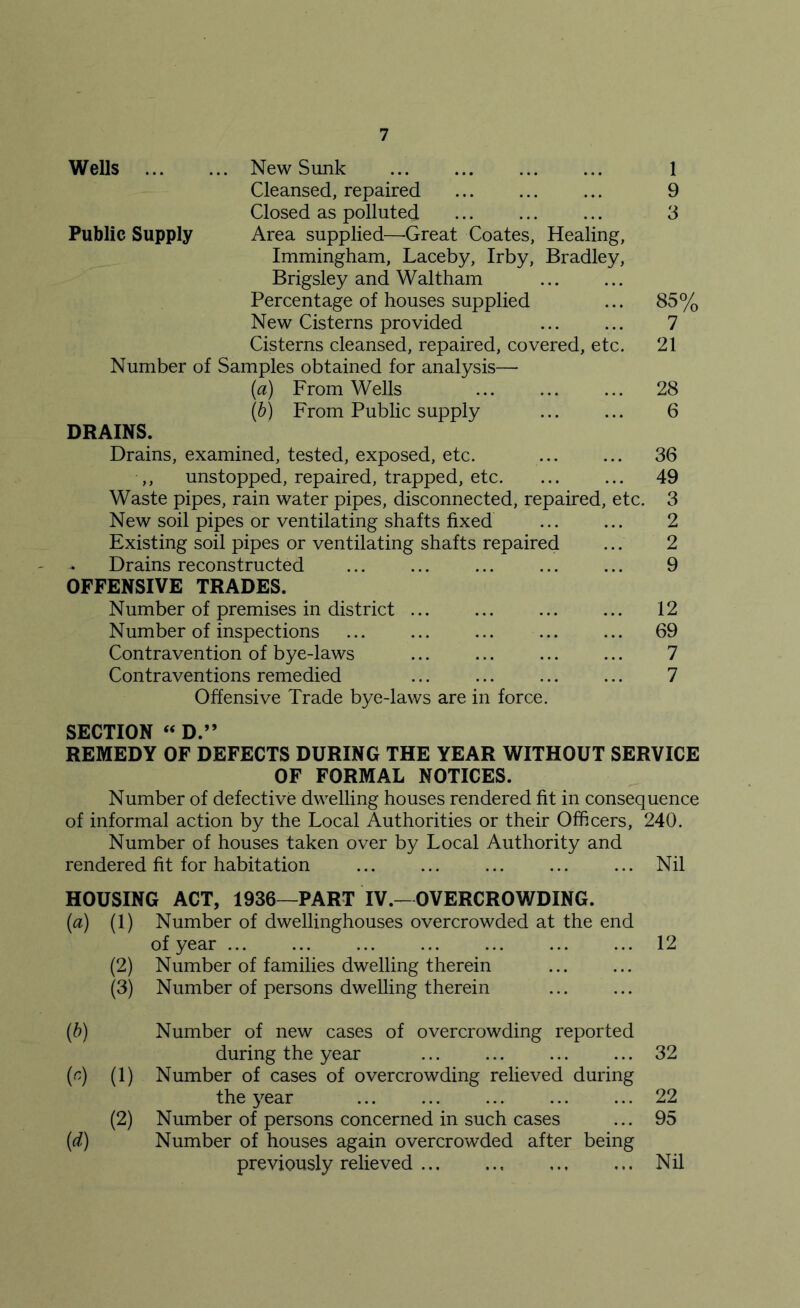 7
Wells ... ... New Sunk ... ... ... ... 1
Cleansed, repaired ... ... ... 9
Closed as polluted ... ... ... 3
Public Supply Area supplied—Great Coates, Healing,
Immingham, Laceby, Irby, Bradley,
Brigsley and Waltham ... ...
Percentage of houses supplied ... 85%
New Cisterns provided ... ... 7
Cisterns cleansed, repaired, covered, etc. 21
Number of Samples obtained for analysis—
(a) From Wells ... ... ... 28
(b) From Public supply ... ... 6
DRAINS.
Drains, examined, tested, exposed, etc. ... ... 36
,, unstopped, repaired, trapped, etc. ... ... 49
Waste pipes, rain water pipes, disconnected, repaired, etc. 3
New soil pipes or ventilating shafts fixed ... ... 2
Existing soil pipes or ventilating shafts repaired ... 2
Drains reconstructed ... ... ... ... ... 9
OFFENSIVE TRADES.
Number of premises in district ... ... ... ... 12
Number of inspections ... ... ... ... ... 69
Contravention of bye-laws ... ... ... ... 7
Contraventions remedied ... ... ... ... 7
Offensive Trade bye-laws are in force.
SECTION “ D.”
REMEDY OF DEFECTS DURING THE YEAR WITHOUT SERVICE
OF FORMAL NOTICES.
Number of defective dwelling houses rendered fit in consequence
of informal action by the Local Authorities or their Officers, 240.
Number of houses taken over by Local Authority and
rendered fit for habitation ... ... ... ... ... Nil
HOUSING ACT, 1936—PART IV.—OVERCROWDING.
(a) (1) Number of dwellinghouses overcrowded at the end
of year ... ... ... ... ... ... ... 12
(2) Number of families dwelling therein ... ...
(3) Number of persons dwelling therein ... ...
(b) Number of new cases of overcrowding reported
during the year ... ... ... ... 32
(c) (1) Number of cases of overcrowding relieved during
the year ... ... ... ... ... 22
(2) Number of persons concerned in such cases ... 95
(d) Number of houses again overcrowded after being
previously relieved ... ... ... ... Nil